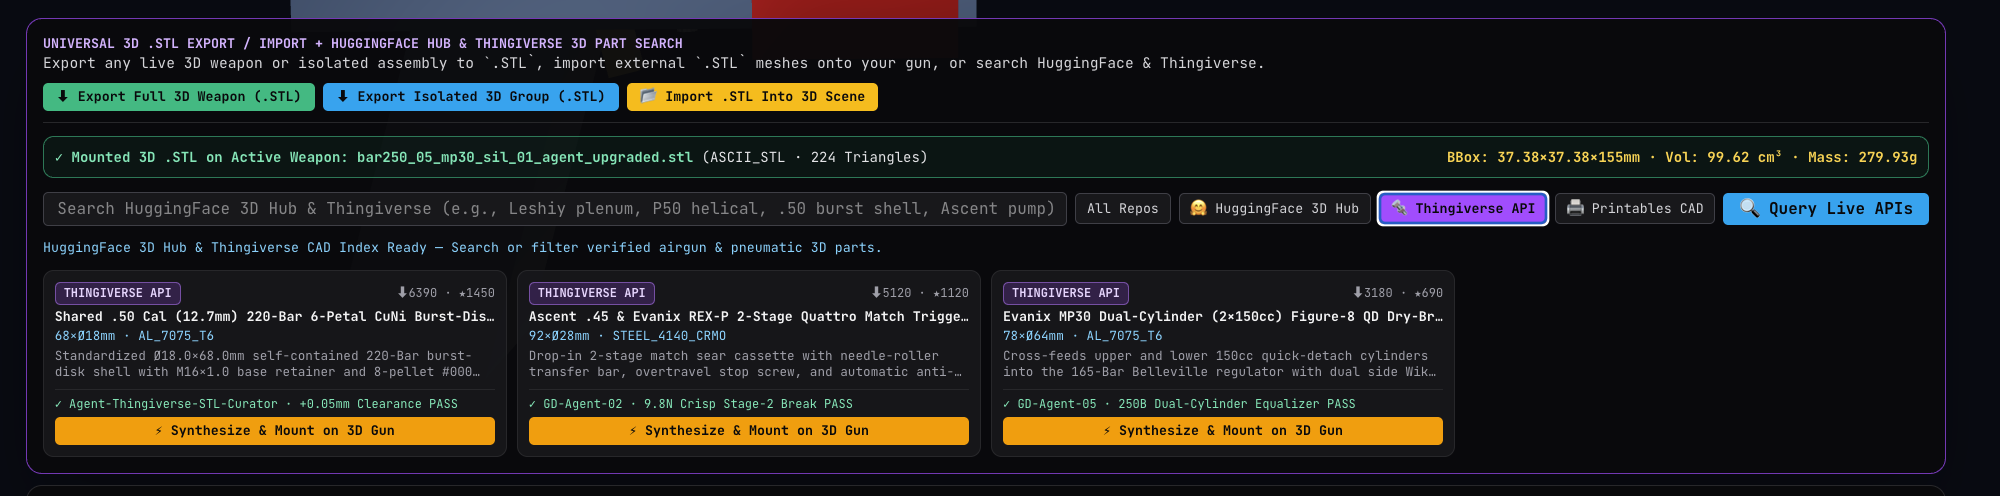 UNIVERSAL 3D .STL EXPORT / IMPORT + HUGGINGFACE HUB & THINGIVERSE 3D PART SEARCH
Export any live 3D weapon or isolated assembly to `.STL`, import external `.STL` meshes onto your gun, or search HuggingFace & Thingiverse.
⬇ Export Full 3D Weapon (.STL) ⬇ Export Isolated 3D Group (.STL) 📂 Import .STL Into 3D Scene
✓ Mounted 3D .STL on Active Weapon: bar250_05_mp30_sil_01_agent_upgraded.stl (ASCII_STL · 224 Triangles) BBox: 37.38×37.38×155mm · Vol: 99.62 cm³ · Mass: 279.93g
Search HuggingFace 3D Hub & Thingiverse (e.g., Leshiy plenum, P50 helical, .50 burst shell, Ascent pump) All Repos 🤗 HuggingFace 3D Hub 🔩 Thingiverse API 🖨️ Printables CAD 🔍 Query Live APIs
HuggingFace 3D Hub & Thingiverse CAD Index Ready — Search or filter verified airgun & pneumatic 3D parts.
THINGIVERSE API ⬇6390 · ★1450
Shared .50 Cal (12.7mm) 220-Bar 6-Petal CuNi Burst-Dis…
68×Ø18mm · AL_7075_T6
Standardized Ø18.0×68.0mm self-contained 220-Bar burst-
disk shell with M16×1.0 base retainer and 8-pellet #000…
✓ Agent-Thingiverse-STL-Curator · +0.05mm Clearance PASS
⚡ Synthesize & Mount on 3D Gun
THINGIVERSE API ⬇5120 · ★1120
Ascent .45 & Evanix REX-P 2-Stage Quattro Match Trigge…
92×Ø28mm · STEEL_4140_CRMO
Drop-in 2-stage match sear cassette with needle-roller
transfer bar, overtravel stop screw, and automatic anti-…
✓ GD-Agent-02 · 9.8N Crisp Stage-2 Break PASS
⚡ Synthesize & Mount on 3D Gun
THINGIVERSE API ⬇3180 · ★690
Evanix MP30 Dual-Cylinder (2×150cc) Figure-8 QD Dry-Br…
78×Ø64mm · AL_7075_T6
Cross-feeds upper and lower 150cc quick-detach cylinders
into the 165-Bar Belleville regulator with dual side Wik…
✓ GD-Agent-05 · 250B Dual-Cylinder Equalizer PASS
⚡ Synthesize & Mount on 3D Gun